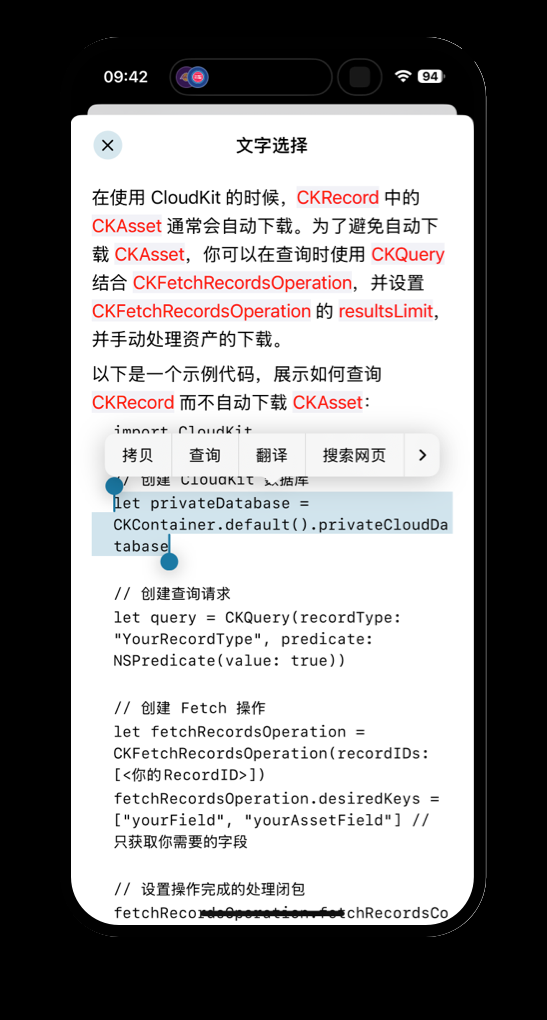 09:42
94
文字选择
在使用 CloudKit 的时候，CKRecord 中的
CKAsset 通常会自动下载。为了避免自动下
载 CKAsset，你可以在查询时使用 CKQuery
结合 CKFetchRecordsOperation，并设置
CKFetchRecordsOperation 的 resultsLimit，
并手动处理资产的下载。
以下是一个示例代码，展示如何查询
CKRecord 而不自动下载 CKAsset：
import CloudKit
拷贝 查询 翻译 搜索网页
// 创建 CloudKit 数据库
let privateDatabase =
CKContainer.default().privateCloudDa
tabase
// 创建查询请求
let query = CKQuery(recordType:
"YourRecordType", predicate:
NSPredicate(value: true))
// 创建 Fetch 操作
let fetchRecordsOperation =
CKFetchRecordsOperation(recordIDs:
[<你的RecordID>])
fetchRecordsOperation.desiredKeys =
["yourField", "yourAssetField"] //
只获取你需要的字段
// 设置操作完成的处理闭包
fetchRecordsOperation.fetchRecordsCo